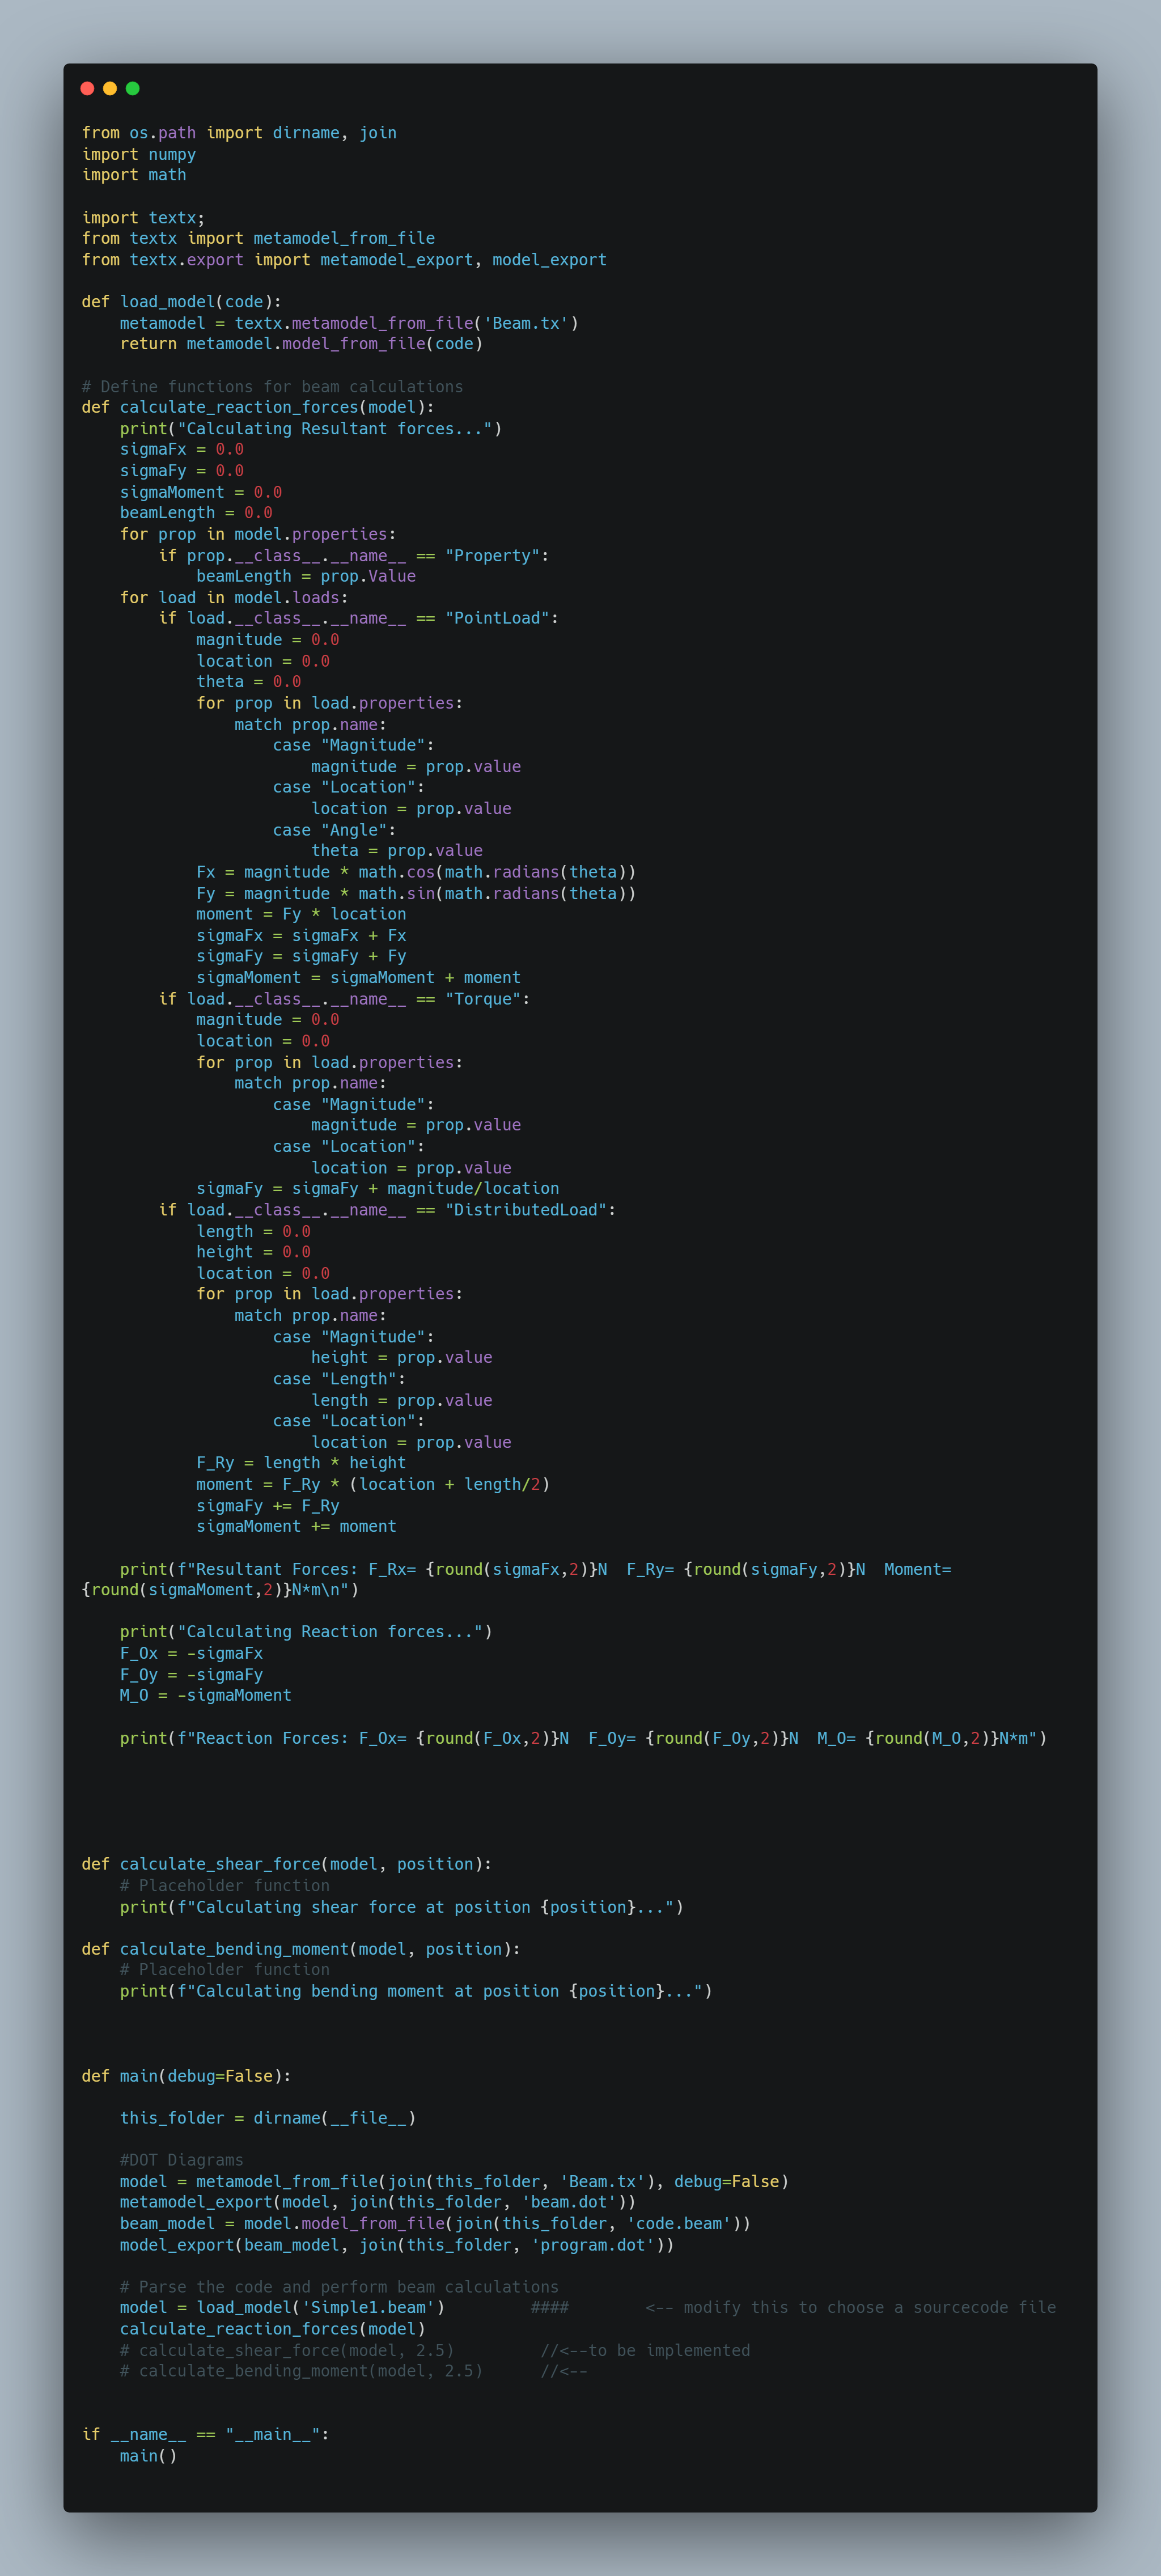 from os.path import dirname, join
import numpy
import math

import textx;
from textx import metamodel_from_file
from textx.export import metamodel_export, model_export

def load_model(code):
    metamodel = textx.metamodel_from_file('Beam.tx')
    return metamodel.model_from_file(code)

# Define functions for beam calculations
def calculate_reaction_forces(model):
    print("Calculating Resultant forces...")
    sigmaFx = 0.0
    sigmaFy = 0.0
    sigmaMoment = 0.0
    beamLength = 0.0
    for prop in model.properties:
        if prop.__class__.__name__ == "Property":
            beamLength = prop.Value
    for load in model.loads:
        if load.__class__.__name__ == "PointLoad":
            magnitude = 0.0
            location = 0.0
            theta = 0.0
            for prop in load.properties:
                match prop.name:
                    case "Magnitude":
                        magnitude = prop.value
                    case "Location":
                        location = prop.value
                    case "Angle":
                        theta = prop.value
            Fx = magnitude * math.cos(math.radians(theta))
            Fy = magnitude * math.sin(math.radians(theta))
            moment = Fy * location
            sigmaFx = sigmaFx + Fx
            sigmaFy = sigmaFy + Fy
            sigmaMoment = sigmaMoment + moment
        if load.__class__.__name__ == "Torque":
            magnitude = 0.0
            location = 0.0
            for prop in load.properties:
                match prop.name:
                    case "Magnitude":
                        magnitude = prop.value
                    case "Location":
                        location = prop.value
            sigmaFy = sigmaFy + magnitude/location
        if load.__class__.__name__ == "DistributedLoad":
            length = 0.0
            height = 0.0
            location = 0.0
            for prop in load.properties:
                match prop.name:
                    case "Magnitude":
                        height = prop.value
                    case "Length":
                        length = prop.value
                    case "Location":
                        location = prop.value
            F_Ry = length * height
            moment = F_Ry * (location + length/2)
            sigmaFy += F_Ry
            sigmaMoment += moment

    print(f"Resultant Forces: F_Rx= {round(sigmaFx,2)}N  F_Ry= {round(sigmaFy,2)}N  Moment=
{round(sigmaMoment,2)}N*m\n")

    print("Calculating Reaction forces...")
    F_Ox = -sigmaFx
    F_Oy = -sigmaFy
    M_O = -sigmaMoment

    print(f"Reaction Forces: F_Ox= {round(F_Ox,2)}N  F_Oy= {round(F_Oy,2)}N  M_O= {round(M_O,2)}N*m")

def calculate_shear_force(model, position):
    # Placeholder function
    print(f"Calculating shear force at position {position}...")

def calculate_bending_moment(model, position):
    # Placeholder function
    print(f"Calculating bending moment at position {position}...")

def main(debug=False):

    this_folder = dirname(__file__)

    #DOT Diagrams
    model = metamodel_from_file(join(this_folder, 'Beam.tx'), debug=False)
    metamodel_export(model, join(this_folder, 'beam.dot'))
    beam_model = model.model_from_file(join(this_folder, 'code.beam'))
    model_export(beam_model, join(this_folder, 'program.dot'))

    # Parse the code and perform beam calculations
    model = load_model('Simple1.beam')         ####        <-- modify this to choose a sourcecode file
    calculate_reaction_forces(model)
    # calculate_shear_force(model, 2.5)         //<--to be implemented
    # calculate_bending_moment(model, 2.5)      //<--

if __name__ == "__main__":
    main()